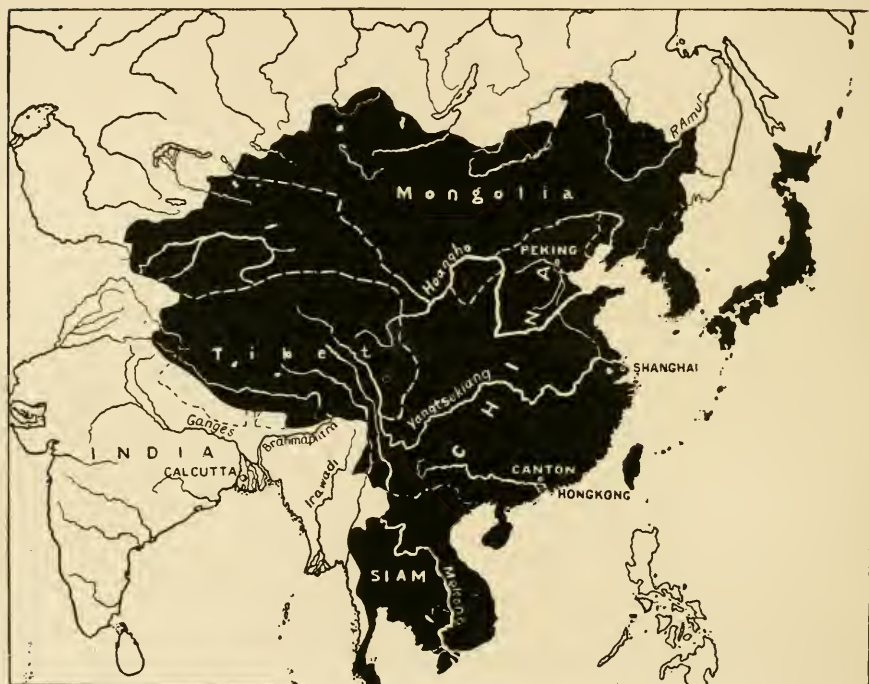 R Amur
Mongolia
PEKING
Hoangho
CHINA
Tibet
SHANGHAI
Yangtsekiang
Ganges
Brahmaputra
INDIA
CALCUTTA
Irawadi
CANTON
HONGKONG
SIAM
Mekong